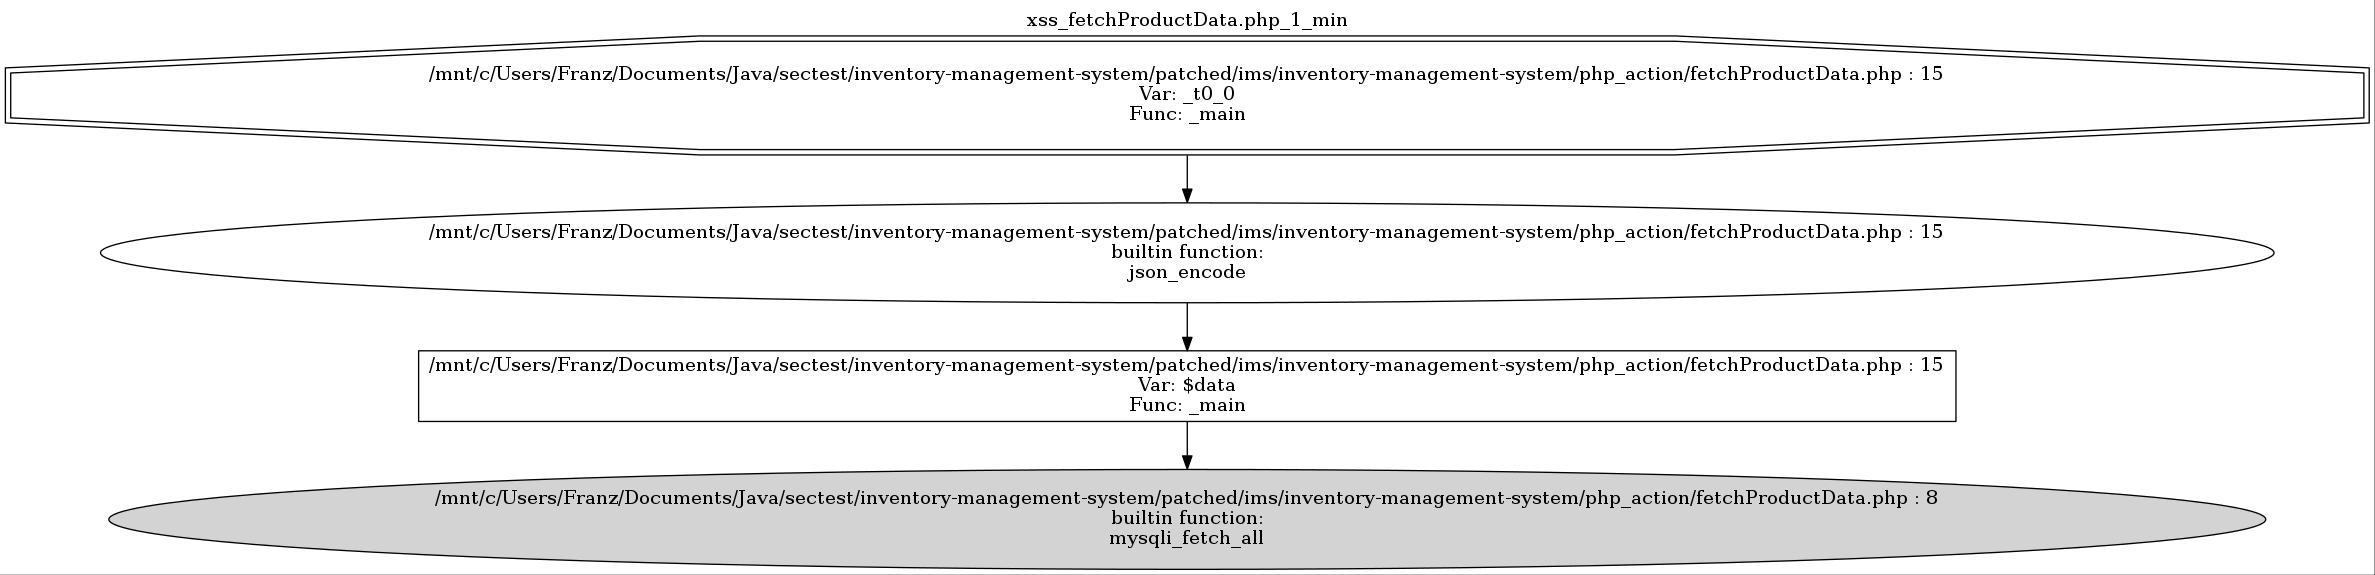 xss_fetchProductData.php_1_min
/mnt/c/Users/Franz/Documents/Java/sectest/inventory-management-system/patched/ims/inventory-management-system/php_action/fetchProductData.php : 15
Var: _t0_0
Func: _main
/mnt/c/Users/Franz/Documents/Java/sectest/inventory-management-system/patched/ims/inventory-management-system/php_action/fetchProductData.php : 15
builtin function:
json_encode
/mnt/c/Users/Franz/Documents/Java/sectest/inventory-management-system/patched/ims/inventory-management-system/php_action/fetchProductData.php : 15
Var: $data
Func: _main
/mnt/c/Users/Franz/Documents/Java/sectest/inventory-management-system/patched/ims/inventory-management-system/php_action/fetchProductData.php : 8
builtin function:
mysqli_fetch_all